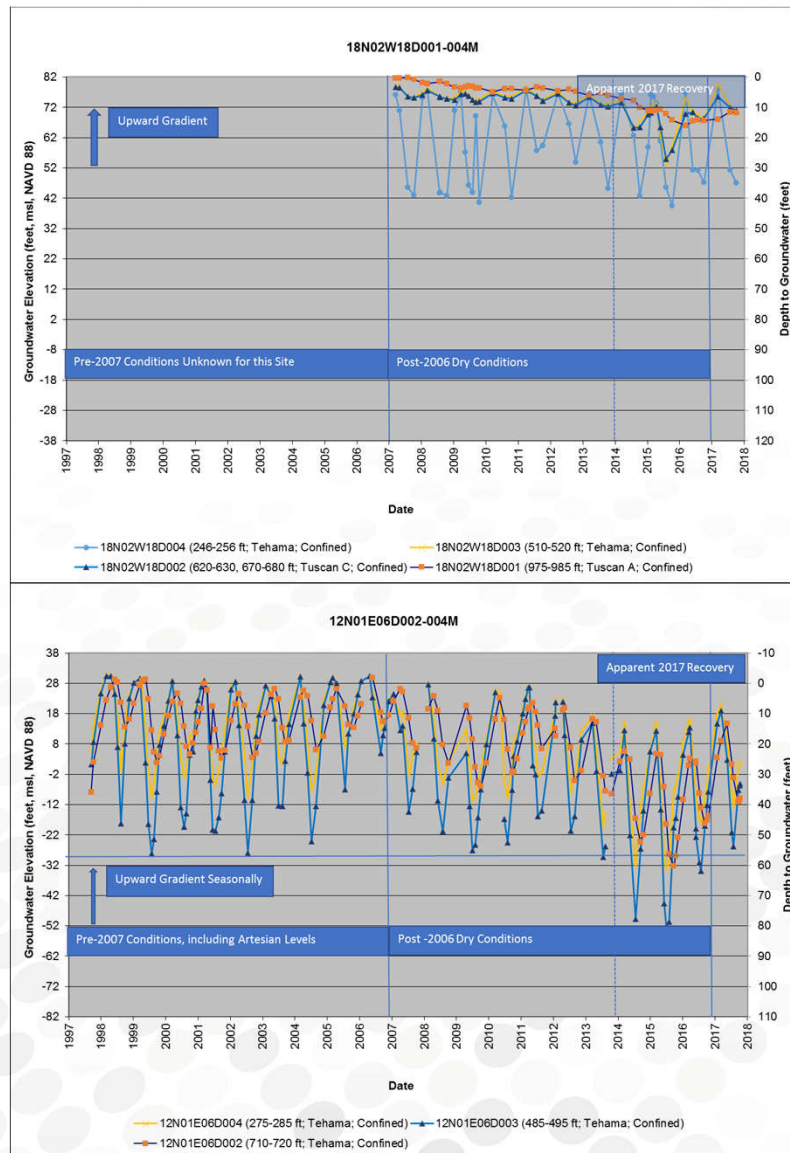 18N02W18D001-004M
Groundwater Elevation (feet, msl, NAVD 88)
82
72
62
52
42
32
22
12
2
-8
-18
-28
-38
Upward Gradient
Apparent 2017 Recovery
Pre-2007 Conditions Unknown for this Site
Post-2006 Dry Conditions
0
10
20
30
40
50
60
70
80
90
100
110
120
Depth to Groundwater (feet)
1997 1998 1999 2000 2001 2002 2003 2004 2005 2006 2007 2008 2009 2010 2011 2012 2013 2014 2015 2016 2017 2018
Date
18N02W18D004 (246-256 ft; Tehama; Confined) 18N02W18D003 (510-520 ft; Tehama; Confined)
18N02W18D002 (620-630, 670-680 ft; Tuscan C; Confined) 18N02W18D001 (975-985 ft; Tuscan A; Confined)
12N01E06D002-004M
Groundwater Elevation (feet, msl, NAVD 88)
38
28
18
8
-2
-12
-22
-32
-42
-52
-62
-72
-82
Apparent 2017 Recovery
Upward Gradient Seasonally
Pre-2007 Conditions, including Artesian Levels
Post -2006 Dry Conditions
-10
0
10
20
30
40
50
60
70
80
90
100
110
Depth to Groundwater (feet)
1997 1998 1999 2000 2001 2002 2003 2004 2005 2006 2007 2008 2009 2010 2011 2012 2013 2014 2015 2016 2017 2018
Date
12N01E06D004 (275-285 ft; Tehama; Confined) 12N01E06D003 (485-495 ft; Tehama; Confined)
12N01E06D002 (710-720 ft; Tehama; Confined)